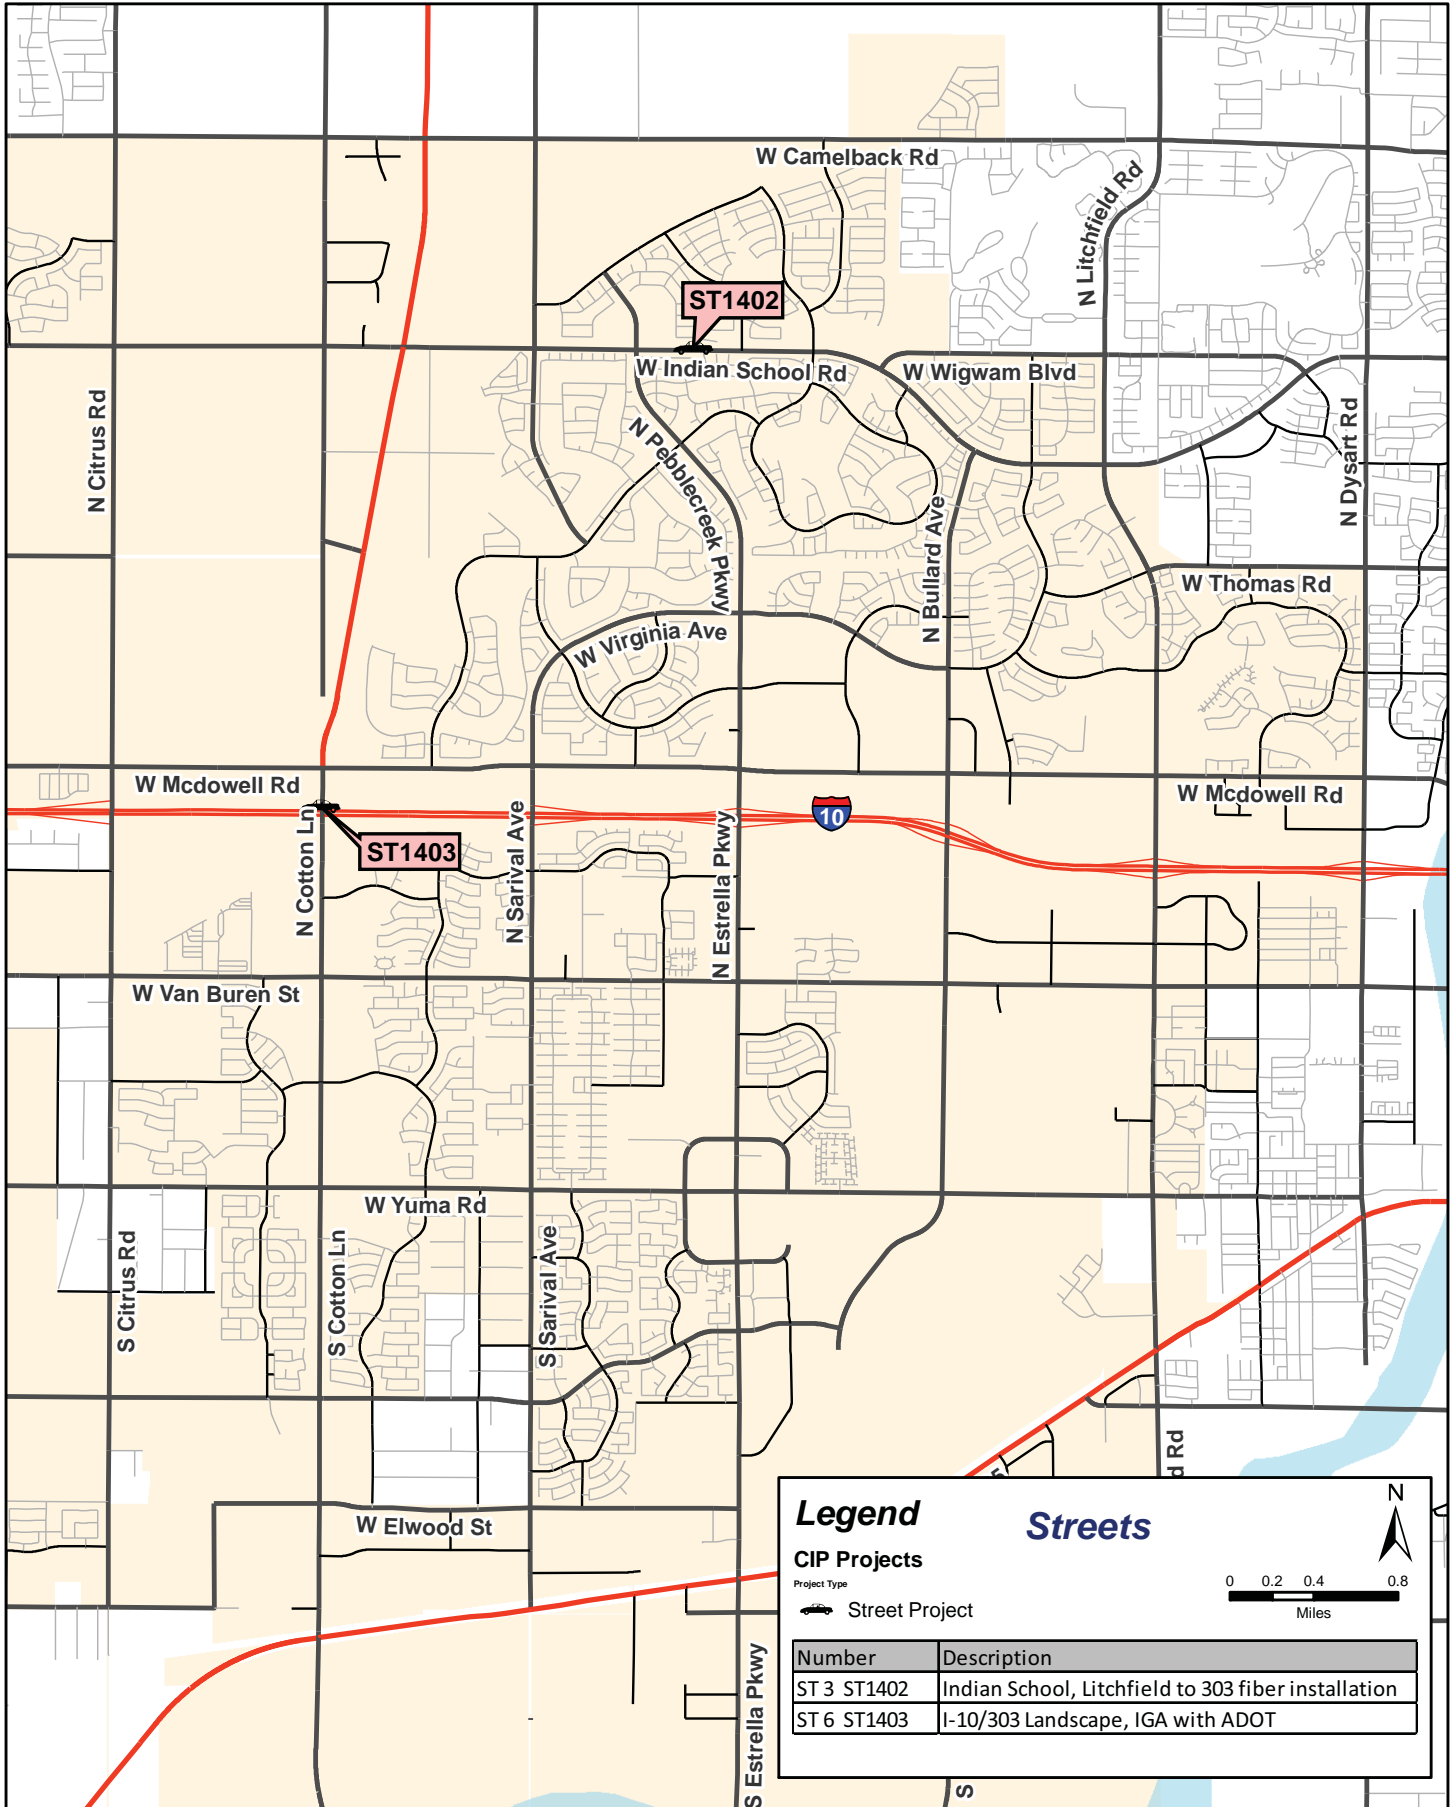 W Camelback Rd
N Litchfield Rd
ST1402
W Indian School Rd
W Wigwam Blvd
N Citrus Rd
N Pebblecreek Pkwy
N Dysart Rd
N Bullard Ave
W Thomas Rd
W Virginia Ave
W Mcdowell Rd
W Mcdowell Rd
10
N Cotton Ln
ST1403
N Sarival Ave
N Estrella Pkwy
W Van Buren St
W Yuma Rd
S Citrus Rd
S Cotton Ln
S Sarival Ave
d Rd
5
W Elwood St
S Estrella Pkwy
S
Legend
Streets
N
CIP Projects
Project Type
Street Project
0 0.2 0.4 0.8
Miles
Number Description
ST 3 ST1402 Indian School, Litchfield to 303 fiber installation
ST 6 ST1403 I-10/303 Landscape, IGA with ADOT